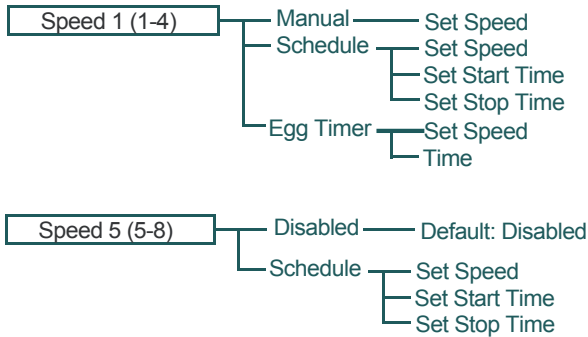 Speed 1 (1-4) Manual Set Speed
Schedule Set Speed
Set Start Time
Set Stop Time
Egg Timer Set Speed
Time
Speed 5 (5-8) Disabled Default: Disabled
Schedule Set Speed
Set Start Time
Set Stop Time